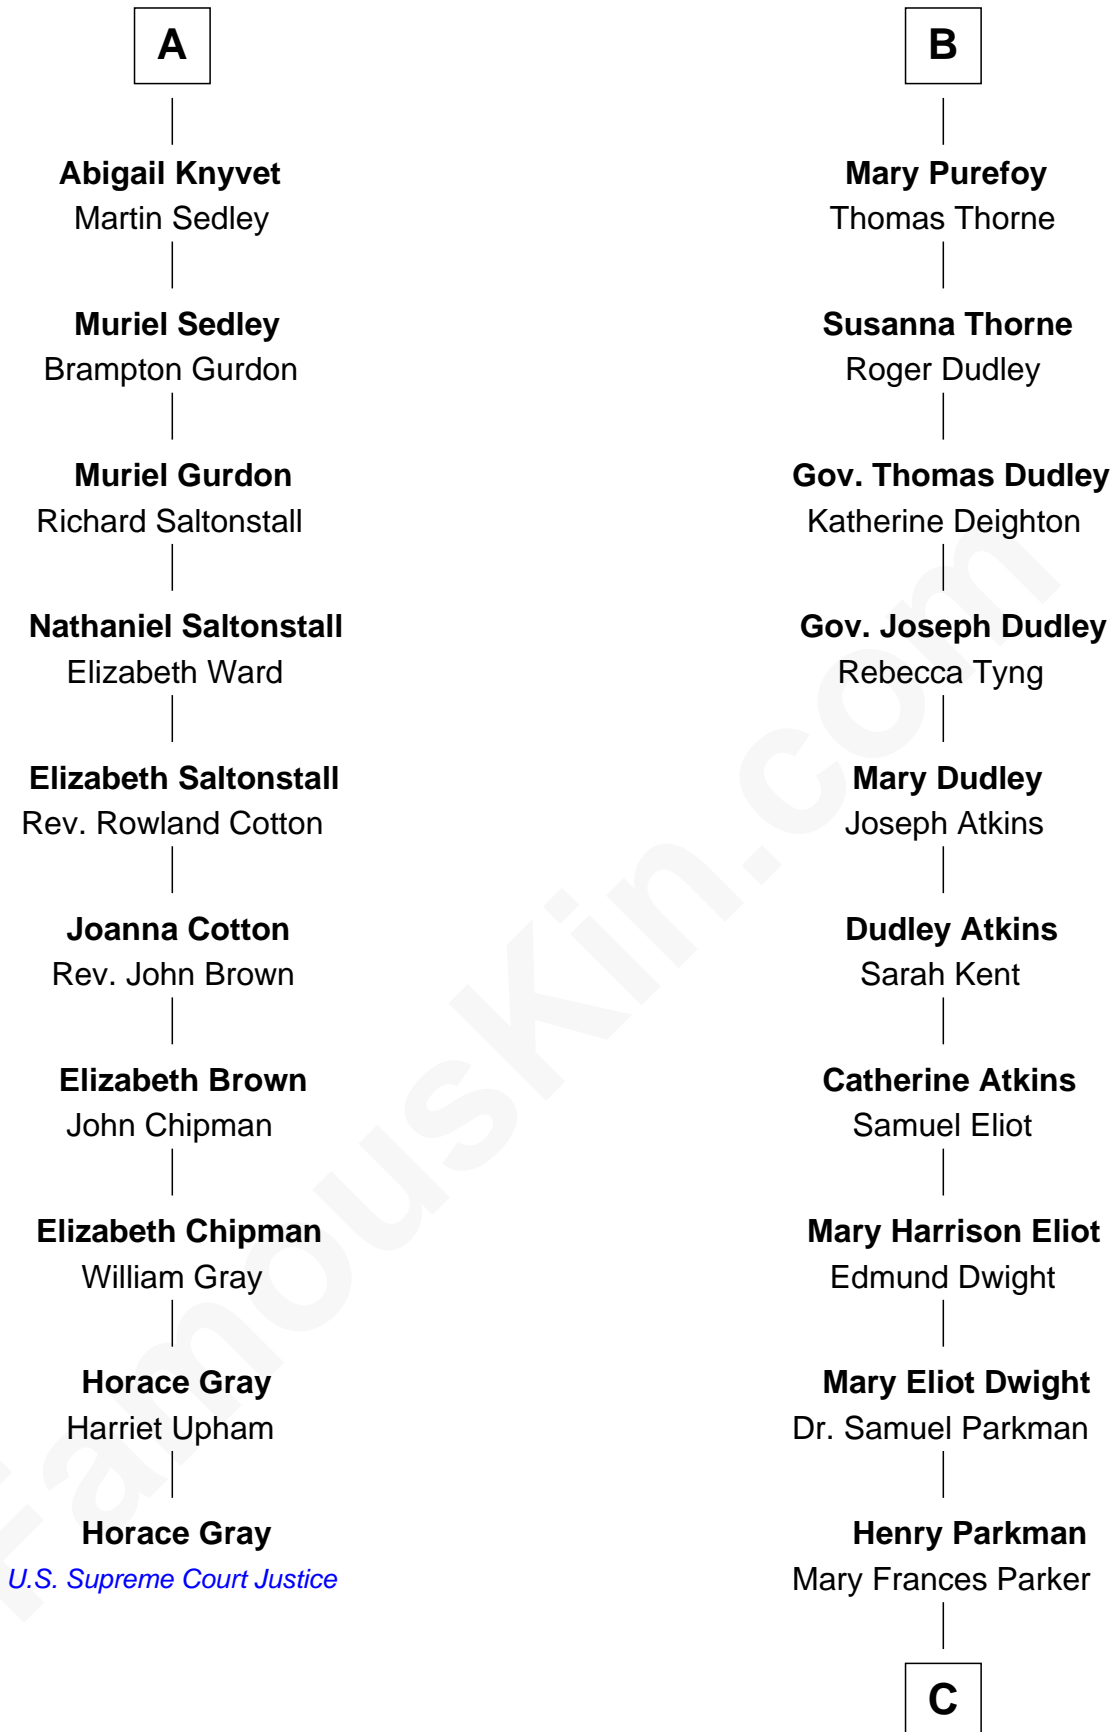 A
Abigail Knyvet
Martin Sedley
Muriel Sedley
Brampton Gurdon
Muriel Gurdon
Richard Saltonstall
Nathaniel Saltonstall
Elizabeth Ward
Elizabeth Saltonstall
Rev. Rowland Cotton
Joanna Cotton
Rev. John Brown
Elizabeth Brown
John Chipman
Elizabeth Chipman
William Gray
Horace Gray
Harriet Upham
Horace Gray
U.S. Supreme Court Justice
B
Mary Purefoy
Thomas Thorne
Susanna Thorne
Roger Dudley
Gov. Thomas Dudley
Katherine Deighton
Gov. Joseph Dudley
Rebecca Tyng
Mary Dudley
Joseph Atkins
Dudley Atkins
Sarah Kent
Catherine Atkins
Samuel Eliot
Mary Harrison Eliot
Edmund Dwight
Mary Eliot Dwight
Dr. Samuel Parkman
Henry Parkman
Mary Frances Parker
C
FamousKin.com